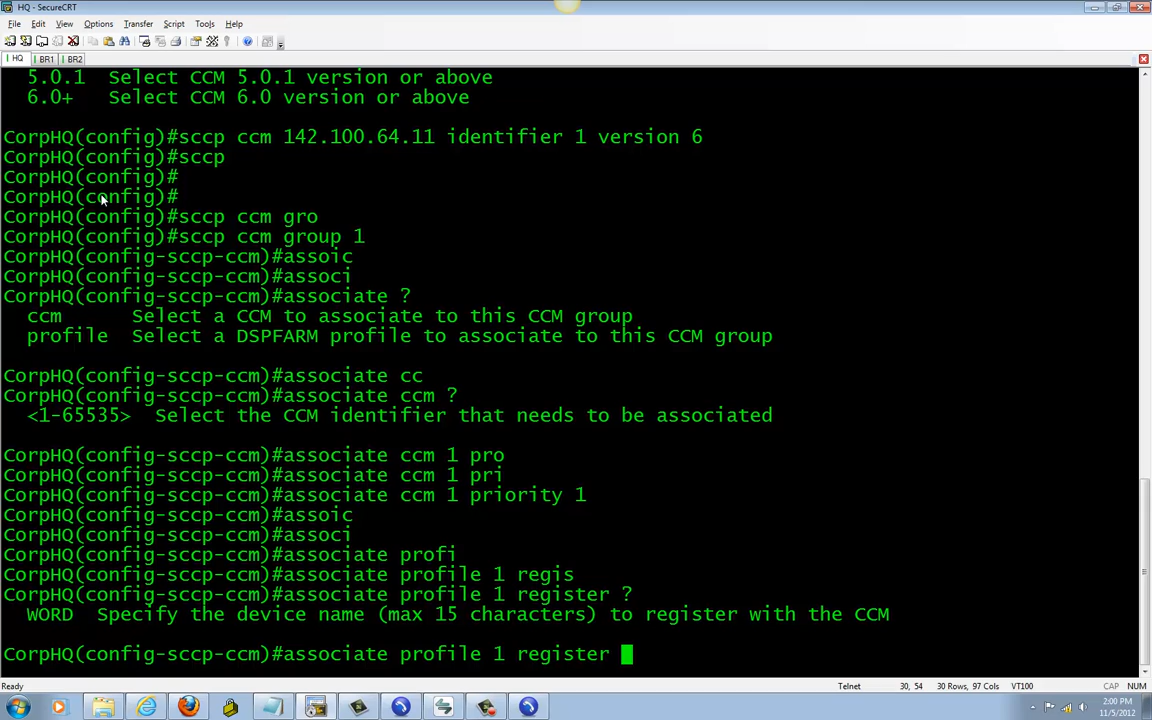 HQ - SecureCRT
File Edit View Options Transfer Script Tools Help
HQ BR1 BR2
5.0.1 Select CCM 5.0.1 version or above
6.0+ Select CCM 6.0 version or above
CorpHQ(config)#sccp ccm 142.100.64.11 identifier 1 version 6
CorpHQ(config)#sccp
CorpHQ(config)#
CorpHQ(config)#
CorpHQ(config)#sccp ccm gro
CorpHQ(config)#sccp ccm group 1
CorpHQ(config-sccp-ccm)#assoic
CorpHQ(config-sccp-ccm)#associ
CorpHQ(config-sccp-ccm)#associate ?
ccm Select a CCM to associate to this CCM group
profile Select a DSPFARM profile to associate to this CCM group
CorpHQ(config-sccp-ccm)#associate cc
CorpHQ(config-sccp-ccm)#associate ccm ?
<1-65535> Select the CCM identifier that needs to be associated
CorpHQ(config-sccp-ccm)#associate ccm 1 pro
CorpHQ(config-sccp-ccm)#associate ccm 1 pri
CorpHQ(config-sccp-ccm)#associate ccm 1 priority 1
CorpHQ(config-sccp-ccm)#assoic
CorpHQ(config-sccp-ccm)#associ
CorpHQ(config-sccp-ccm)#associate profi
CorpHQ(config-sccp-ccm)#associate profile 1 regis
CorpHQ(config-sccp-ccm)#associate profile 1 register ?
WORD Specify the device name (max 15 characters) to register with the CCM
CorpHQ(config-sccp-ccm)#associate profile 1 register
Ready Telnet 30, 54 30 Rows, 97 Cols VT100 CAP NUM
2:00 PM
11/5/2012